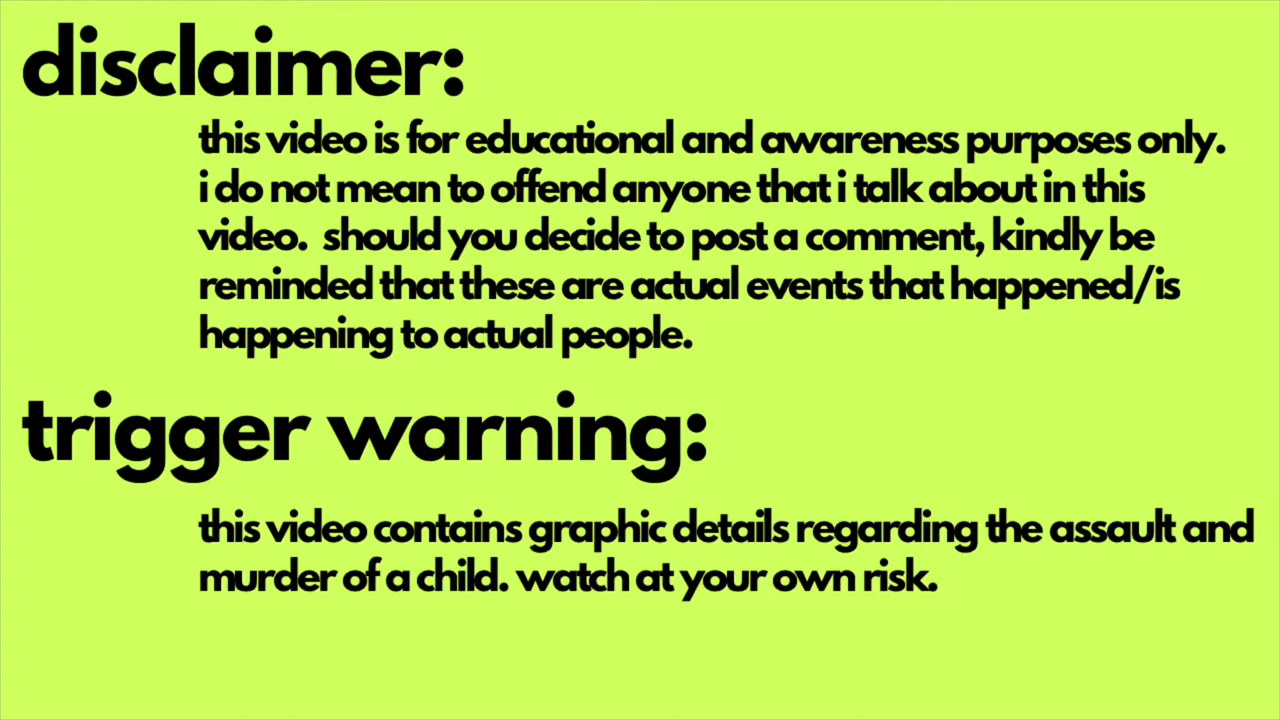 disclaimer:
this video is for educational and awareness purposes only.
i do not mean to offend anyone that i talk about in this
video.  should you decide to post a comment, kindly be
reminded that these are actual events that happened/is
happening to actual people.
trigger warning:
this video contains graphic details regarding the assault and
murder of a child. watch at your own risk.